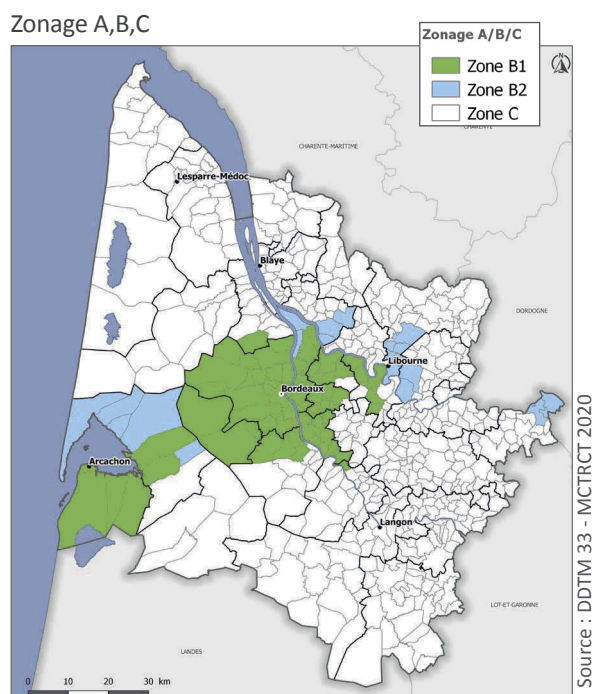 Zonage A,B,C
Zonage A/B/C
Zone B1
Zone B2
Zone C
N
CHARENTE
CHARENTE-MARITIME
Lesparre-Médoc
Blaye
DORDOGNE
Libourne
Bordeaux
Arcachon
Langon
LOT-ET-GARONNE
LANDES
0 10 20 30 km
Source : DDTM 33 - MCTRCT 2020